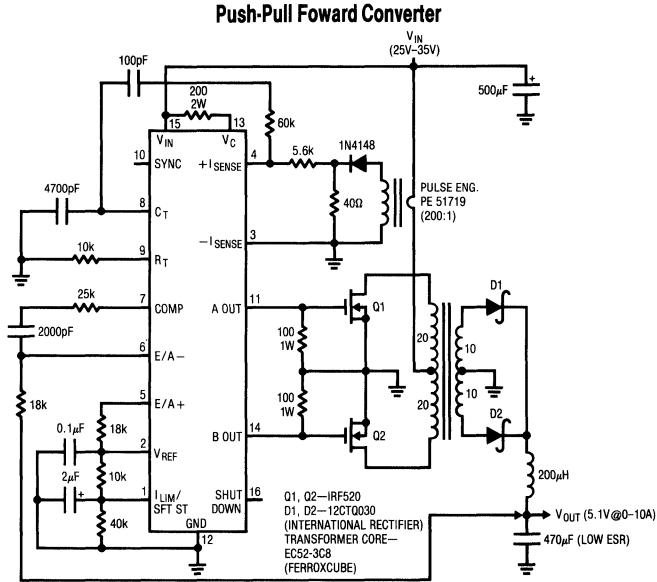 Push-Pull Foward Converter
VIN
(25V–35V)
100pF
200
2W
500µF
+
15
13
VIN
VC
60k
10
SYNC
4
+ISENSE
5.6k
1N4148
4700pF
8
CT
40Ω
PULSE ENG.
PE 51719
(200:1)
10k
9
RT
3
–ISENSE
25k
7
COMP
A OUT
11
Q1
D1
2000pF
100
1W
6
E/A–
20
10
18k
5
E/A+
100
1W
20
10
0.1µF
18k
B OUT
14
Q2
D2
2
VREF
2µF
+
10k
200µH
1
ILIM/
SFT ST
SHUT
DOWN
16
40k
GND
12
Q1, Q2—IRF520
D1, D2—12CTQ030
(INTERNATIONAL RECTIFIER)
TRANSFORMER CORE—
EC52-3C8
(FERROXCUBE)
VOUT (5.1V@0-10A)
470µF (LOW ESR)